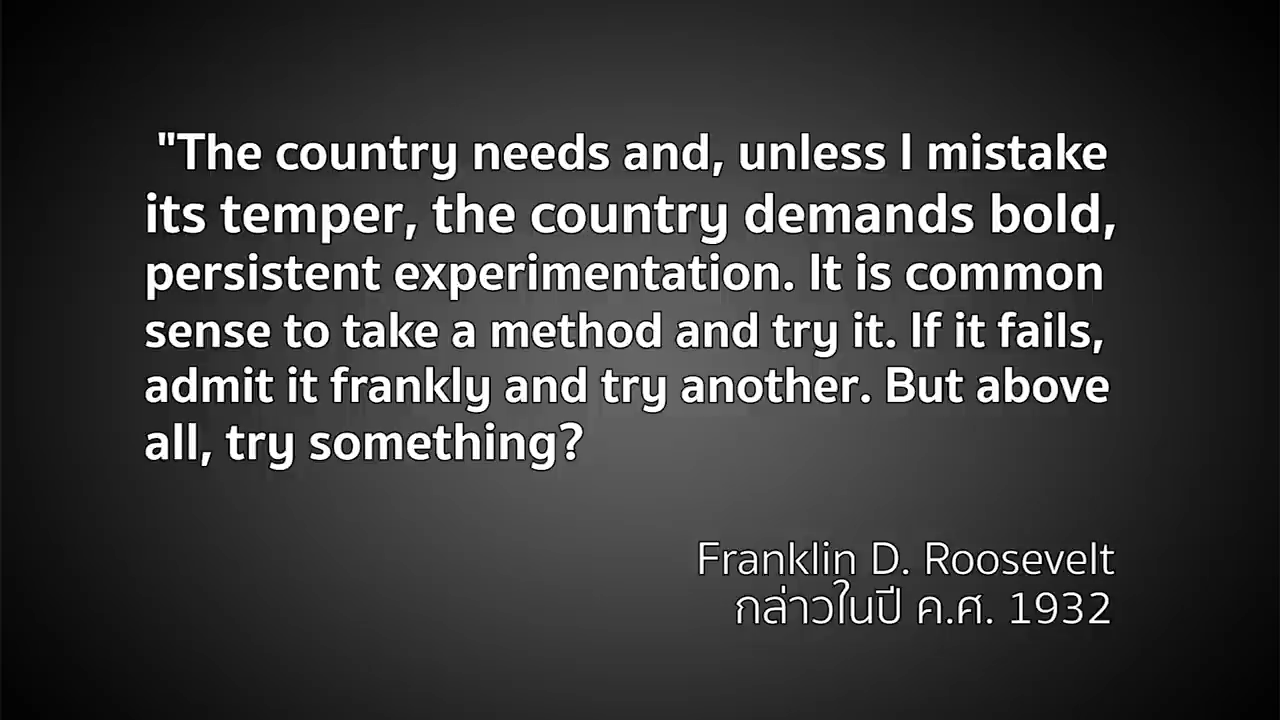 "The country needs and, unless I mistake
its temper, the country demands bold,
persistent experimentation. It is common
sense to take a method and try it. If it fails,
admit it frankly and try another. But above
all, try something?
Franklin D. Roosevelt
กล่าวในปี ค.ศ. 1932